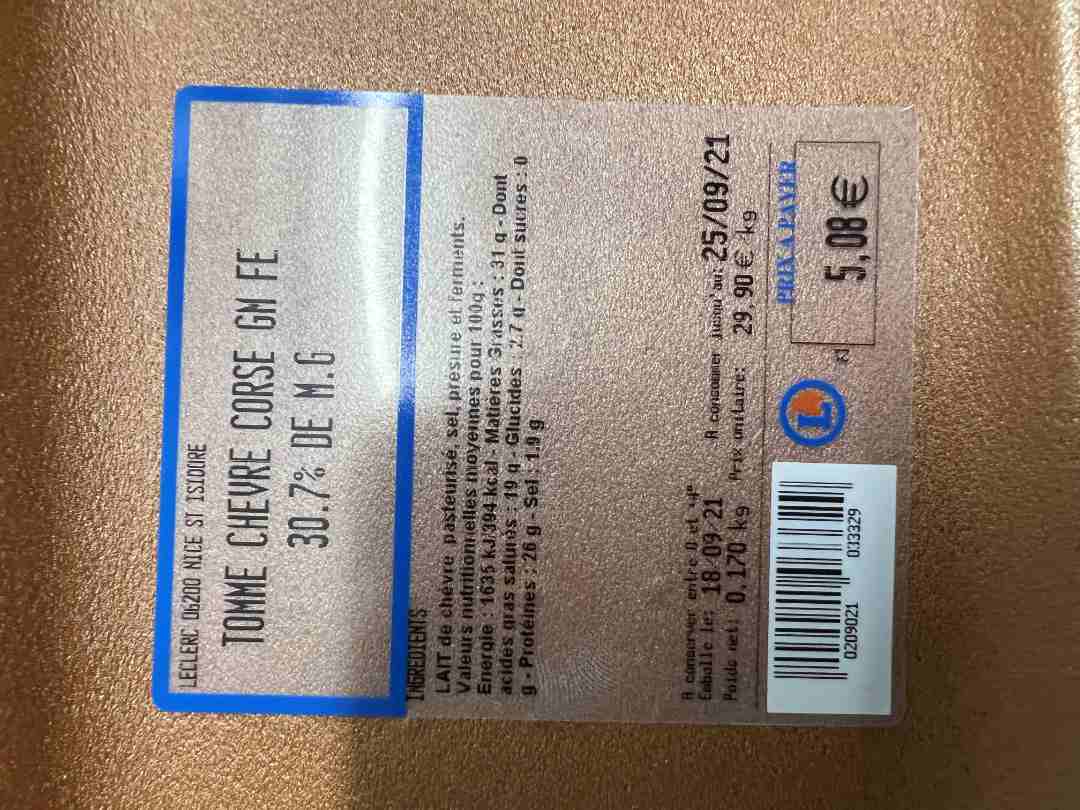 LECLERC 06200 NICE ST ISIDORE
TOMME CHEVRE CORSE GM FE
30.7% DE M.G
INGREDIENTS
LAIT de chèvre pasteurisé, sel, presure et ferments.
Valeurs nutritionnelles moyennes pour 100g :
Energie : 1635 kJ/394 kcal - Matières Grasses : 31 g - Dont
acides gras saturés : 19 g - Glucides : 2.7 g - Dont sucres : 0
g - Protéines : 26 g - Sel : 1.9 g
A conserver entre 0 et +4°
Emballé le: 18/09/21 A consommer jusqu'au: 25/09/21
Poids net: 0,170 kg Prix unitaire: 29,90 € kg
PRIX A PAYER
5,08 €
L
0209021 033329